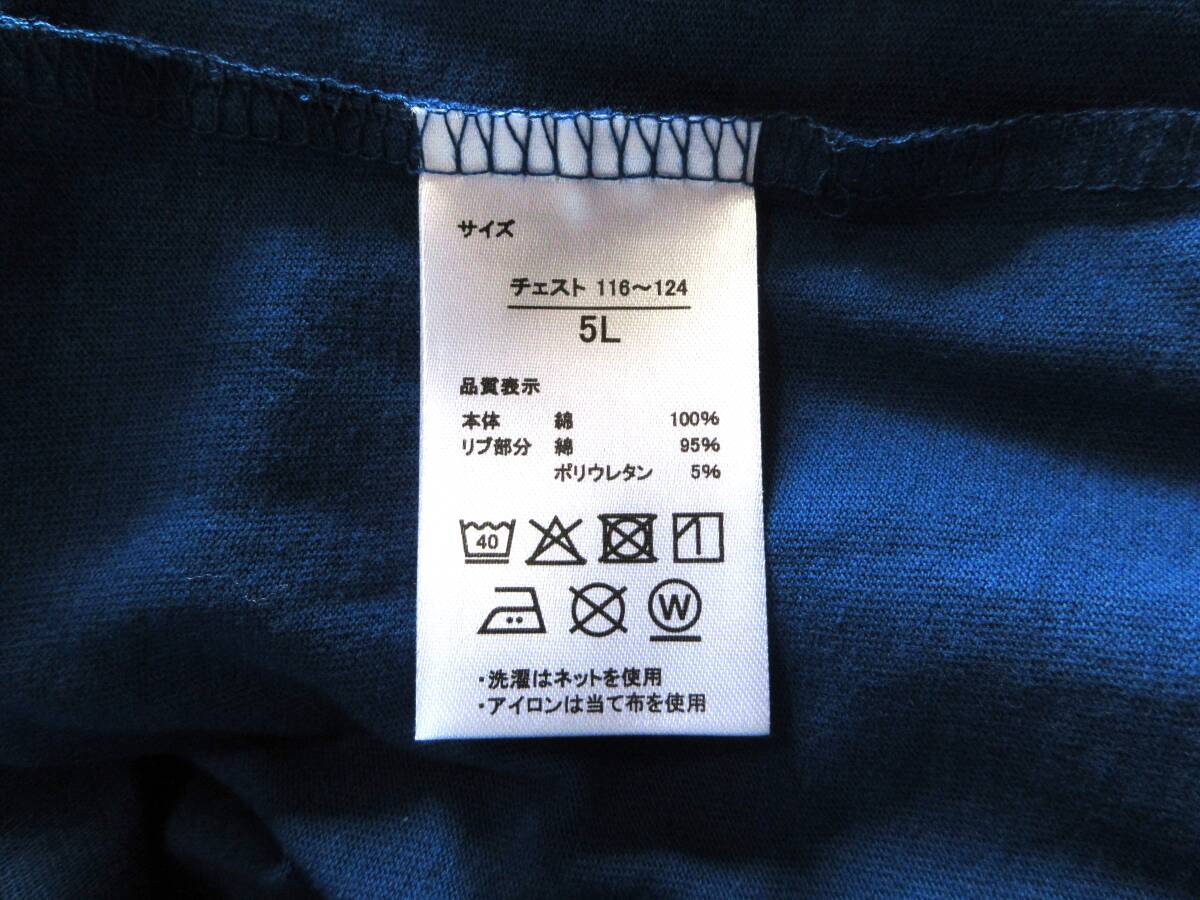 サイズ
チェスト 116～124
5L
品質表示
本体 綿 100%
リブ部分 綿 95%
ポリウレタン 5%
40
W
・洗濯はネットを使用
・アイロンは当て布を使用